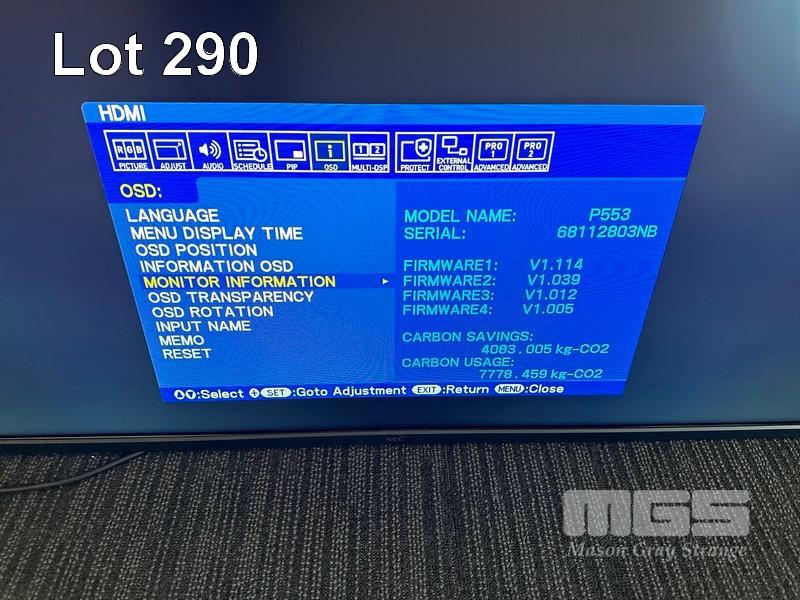 Lot 290
HDMI
RGB
1 2
PRO 1
PRO 2
PICTURE ADJUST AUDIO SCHEDULE PIP OSD MULTI-DSP PROTECT EXTERNAL CONTROL ADVANCED ADVANCED
OSD:
LANGUAGE
MENU DISPLAY TIME
OSD POSITION
INFORMATION OSD
MONITOR INFORMATION
OSD TRANSPARENCY
OSD ROTATION
INPUT NAME
MEMO
RESET
MODEL NAME: P553
SERIAL: 68112803NB
FIRMWARE1: V1.114
FIRMWARE2: V1.039
FIRMWARE3: V1.012
FIRMWARE4: V1.005
CARBON SAVINGS:
4083.005 kg-CO2
CARBON USAGE:
7778.459 kg-CO2
:Select SET :Goto Adjustment EXIT :Return MENU :Close
NEC
MGS
Mason Gray Strange